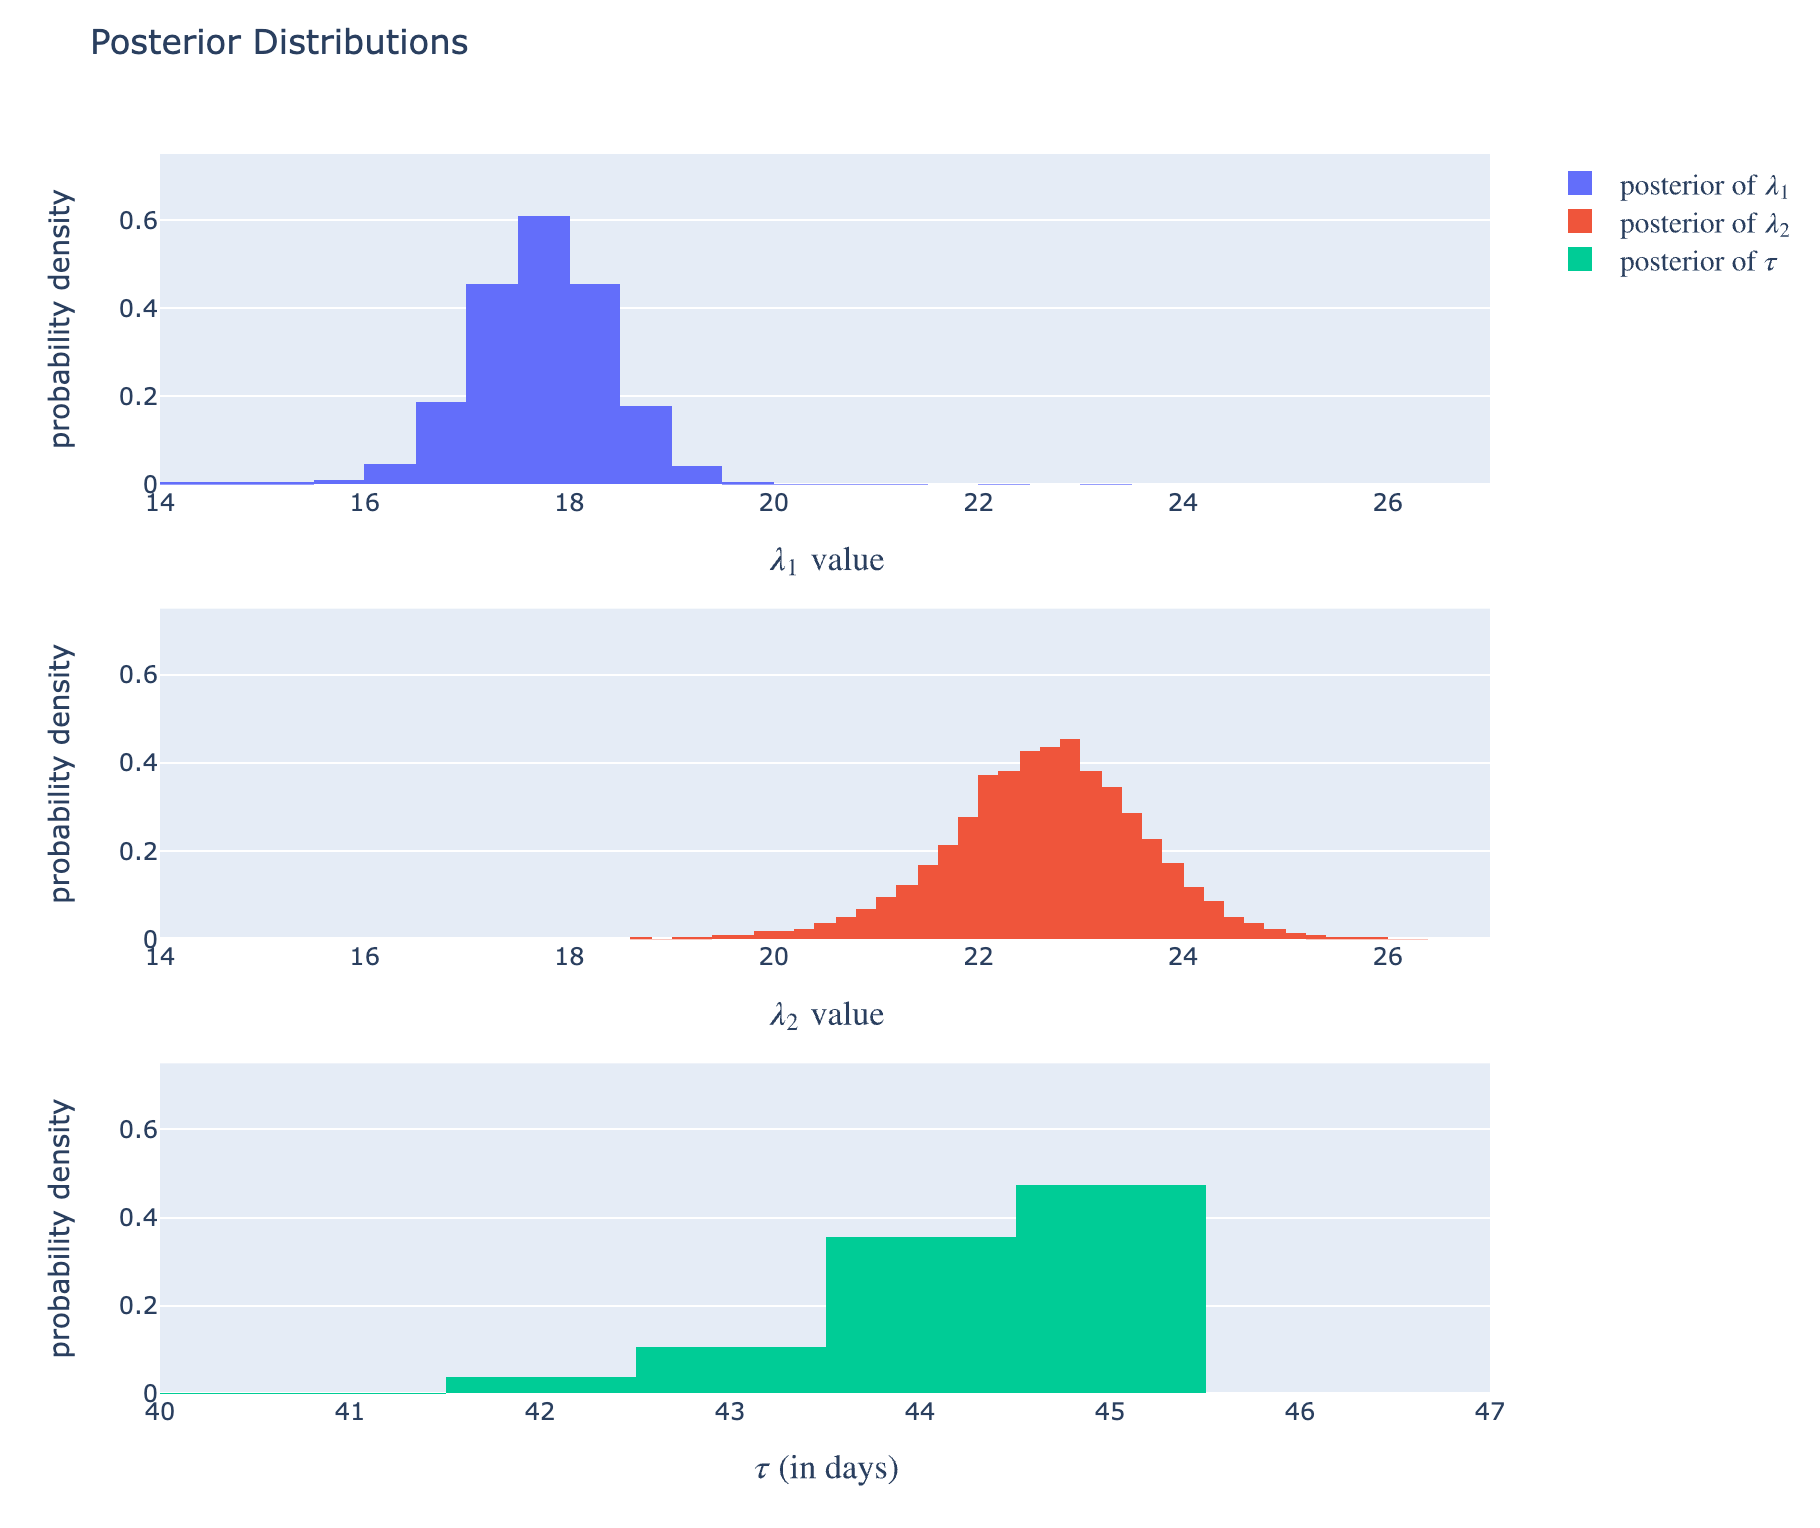 Posterior Distributions
posterior of λ1
posterior of λ2
posterior of τ
probability density
0.6
0.4
0.2
0
14 16 18 20 22 24 26
λ1 value
probability density
0.6
0.4
0.2
0
14 16 18 20 22 24 26
λ2 value
probability density
0.6
0.4
0.2
0
40 41 42 43 44 45 46 47
τ (in days)